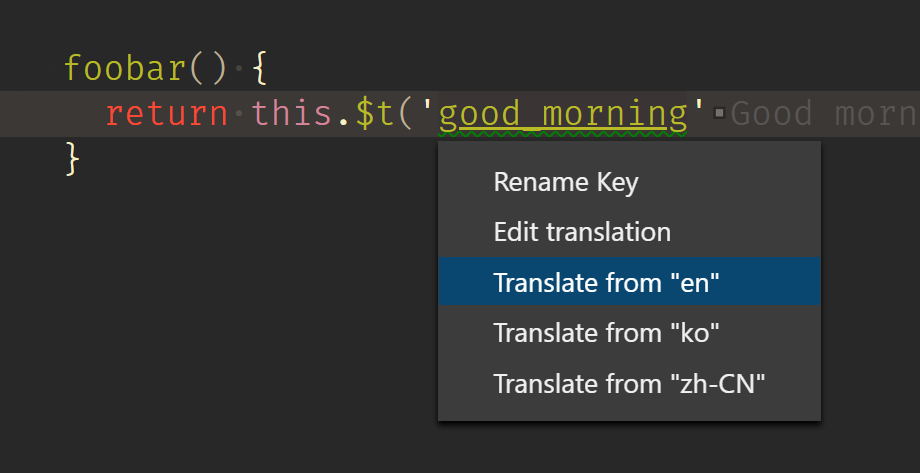 foobar() {
return this.$t('good_morning' Good morn
}
Rename Key
Edit translation
Translate from "en"
Translate from "ko"
Translate from "zh-CN"